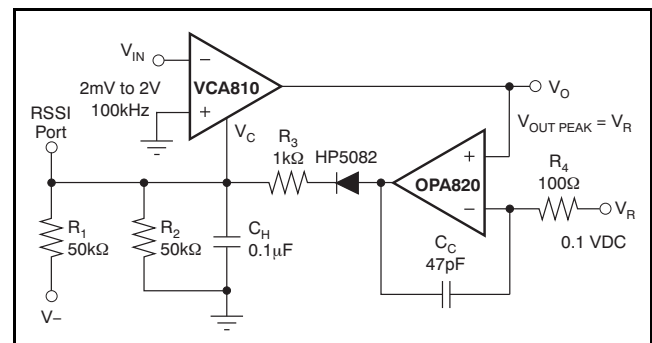 VIN
2mV to 2V
100kHz
−
+
VCA810
VC
VO
VOUT PEAK = VR
RSSI
Port
R3
1kΩ
HP5082
+
−
OPA820
R4
100Ω
VR
0.1 VDC
R1
50kΩ
R2
50kΩ
CH
0.1µF
CC
47pF
V−